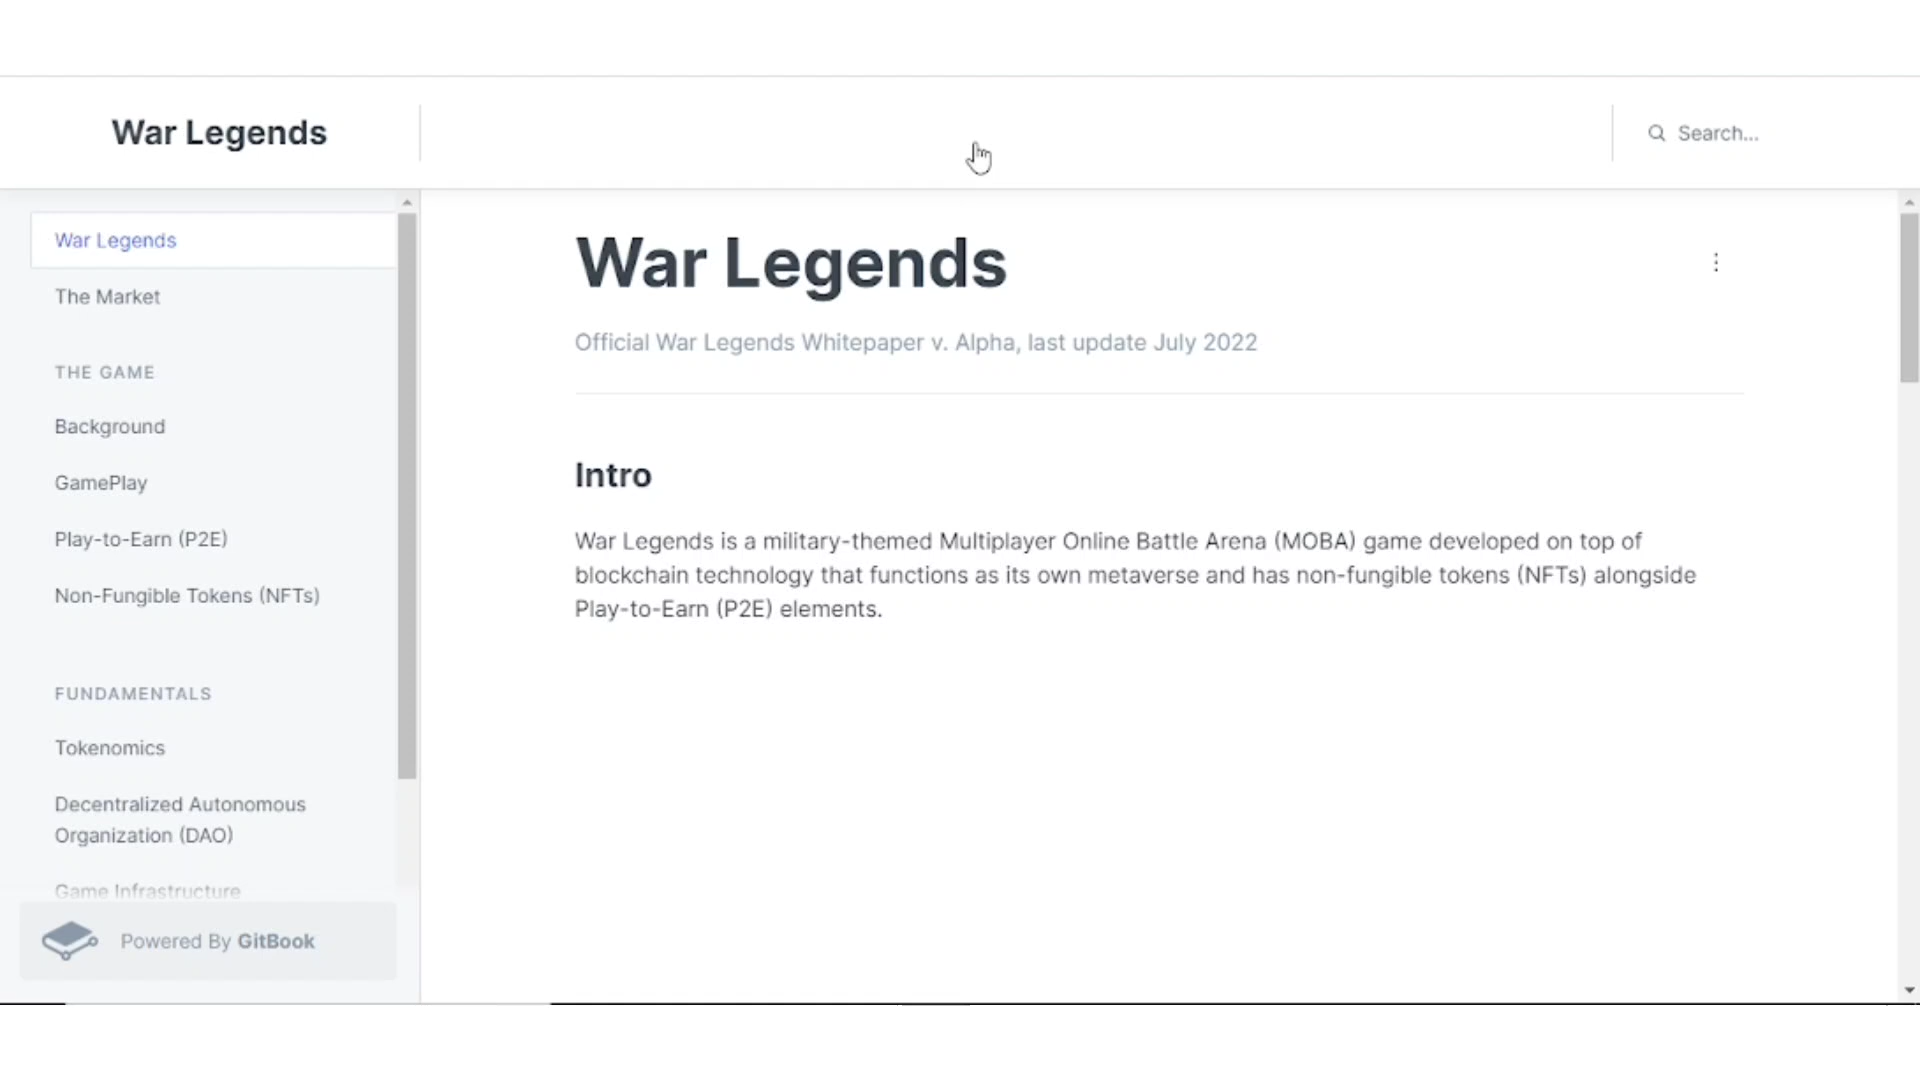 War Legends
Search...
War Legends
The Market
THE GAME
Background
GamePlay
Play-to-Earn (P2E)
Non-Fungible Tokens (NFTs)
FUNDAMENTALS
Tokenomics
Decentralized Autonomous
Organization (DAO)
Game Infrastructure
Powered By GitBook
War Legends
Official War Legends Whitepaper v. Alpha, last update July 2022
Intro
War Legends is a military-themed Multiplayer Online Battle Arena (MOBA) game developed on top of
blockchain technology that functions as its own metaverse and has non-fungible tokens (NFTs) alongside
Play-to-Earn (P2E) elements.